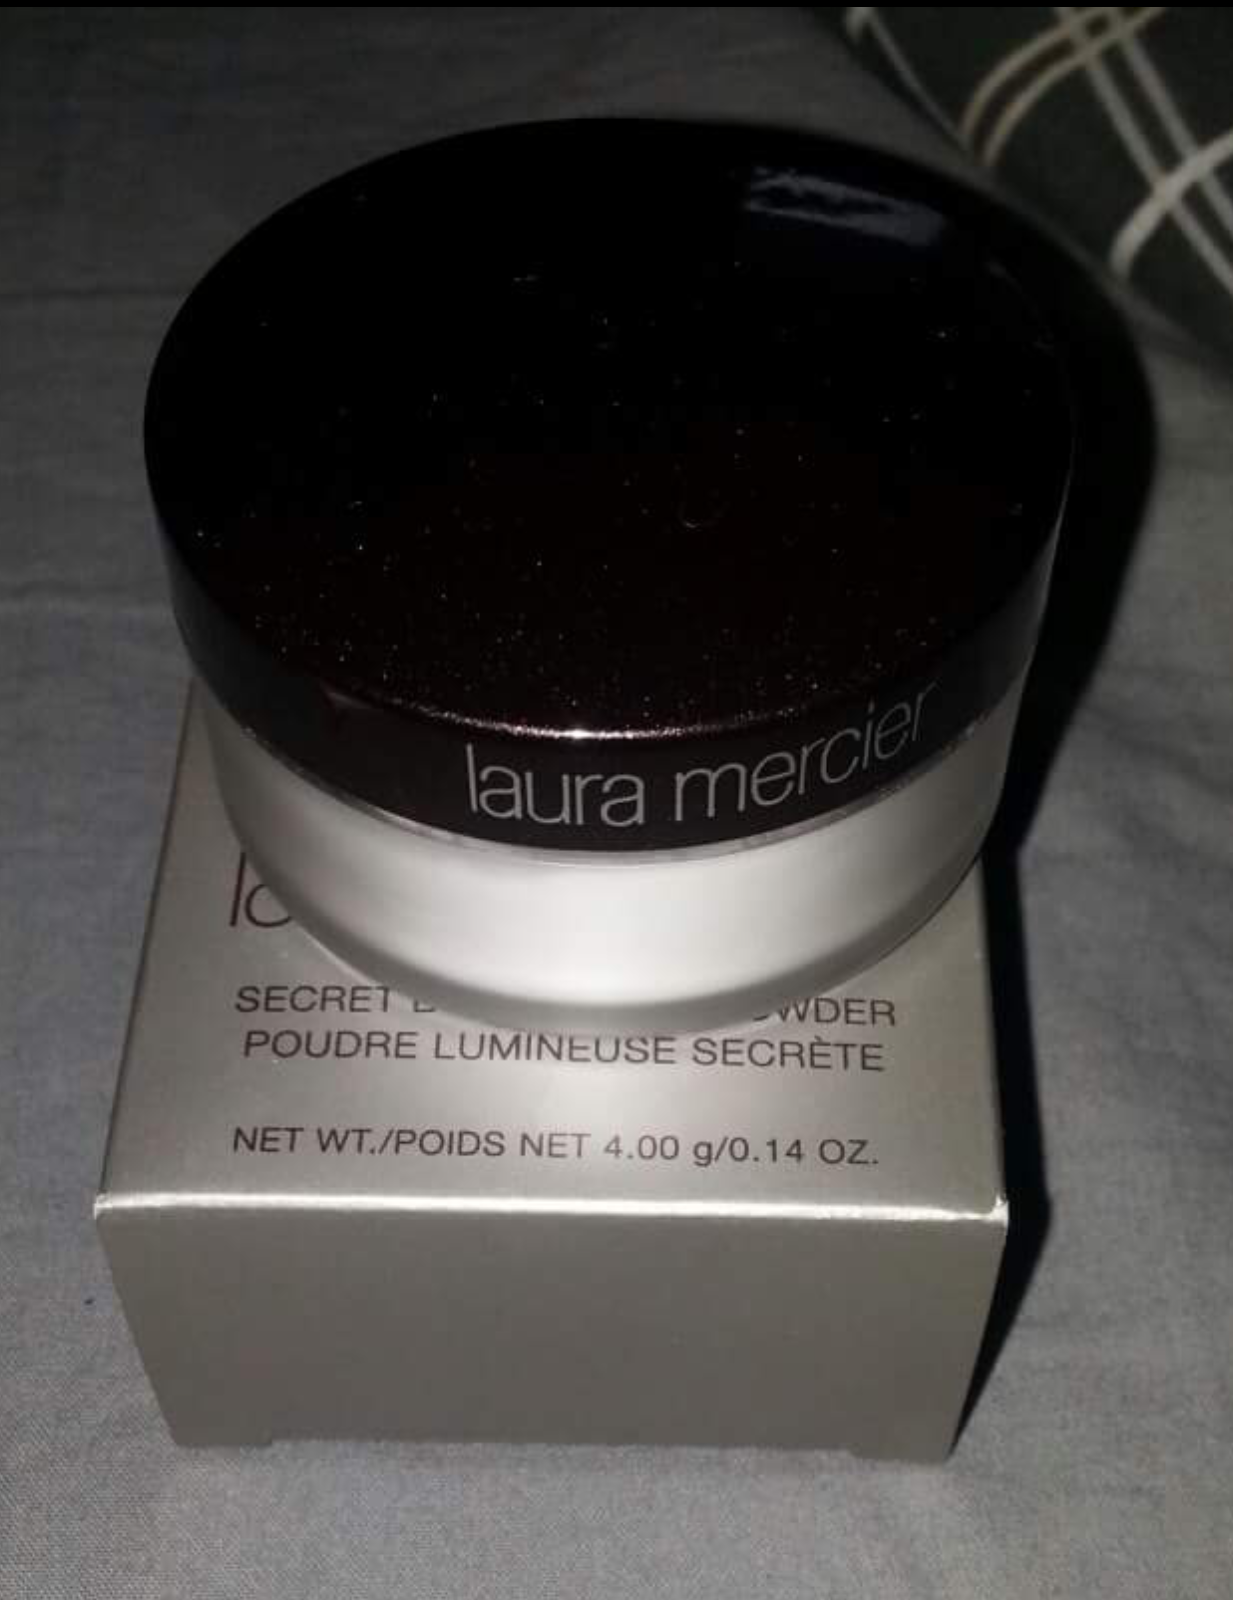 laura mercier
SECRET
POUDRE LUMINEUSE SECRÈTE
NET WT./POIDS NET 4.00 g/0.14 OZ.